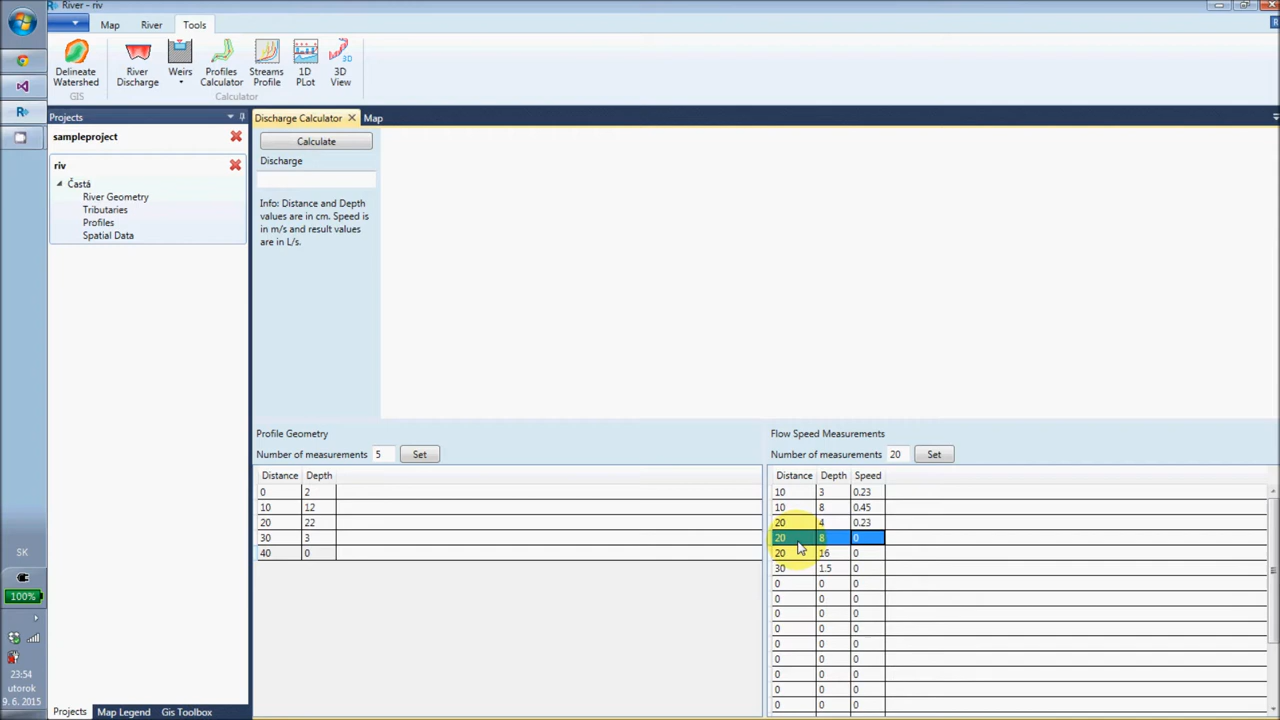 River - riv
Map River Tools
Delineate Watershed
River Discharge
Weirs
Profiles Calculator
Streams Profile
1D PLot
3D
3D View
GIS
Calculator
Projects
sampleproject
riv
Častá
River Geometry
Tributaries
Profiles
Spatial Data
Discharge Calculator Map
Calculate
Discharge
Info: Distance and Depth
values are in cm. Speed is
in m/s and result values
are in L/s.
Profile Geometry
Number of measurements 5 Set
Distance Depth
0 2
10 12
20 22
30 3
40 0
Flow Speed Measurements
Number of measurements 20 Set
Distance Depth Speed
10 3 0.23
10 8 0.45
20 4 0.23
20 8 0
20 16 0
30 1.5 0
0 0 0
0 0 0
0 0 0
0 0 0
0 0 0
0 0 0
0 0 0
0 0 0
0 0 0
SK
100%
23:54
utorok
9. 6. 2015
Projects Map Legend Gis Toolbox